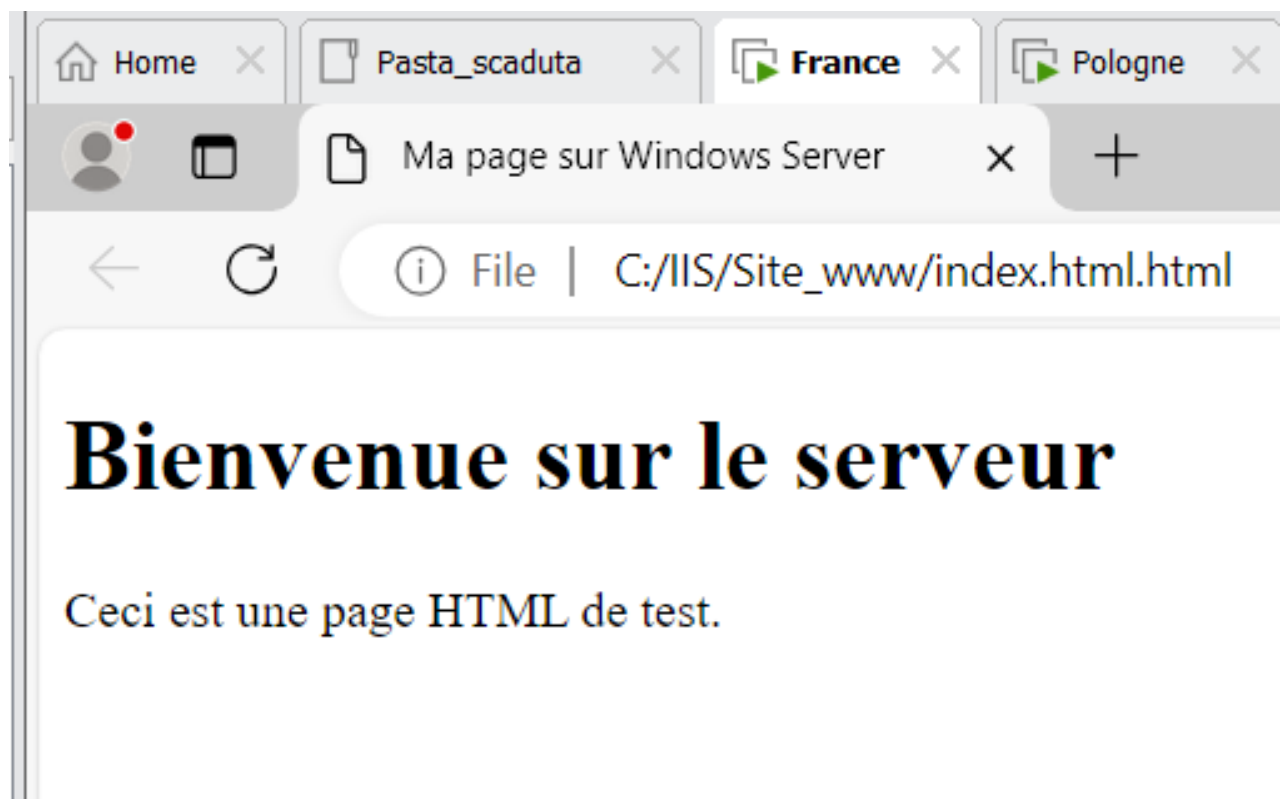 Home Pasta_scaduta France Pologne
Ma page sur Windows Server
File | C:/IIS/Site_www/index.html.html
Bienvenue sur le serveur
Ceci est une page HTML de test.